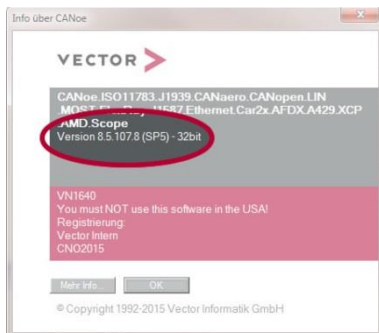 Info über CANoe
VECTOR
CANoe.ISO11783.J1939.CANaero.CANopen.LIN
.MOST.FlexRay.J1587.Ethernet.Car2x.AFDX.A429.XCP
.AMD.Scope
Version 8.5.107.8 (SP5) - 32bit
VN1640
You must NOT use this software in the USA!
Registrierung:
Vector Intern
CNO2015
Mehr Info...
OK
© Copyright 1992-2015 Vector Informatik GmbH